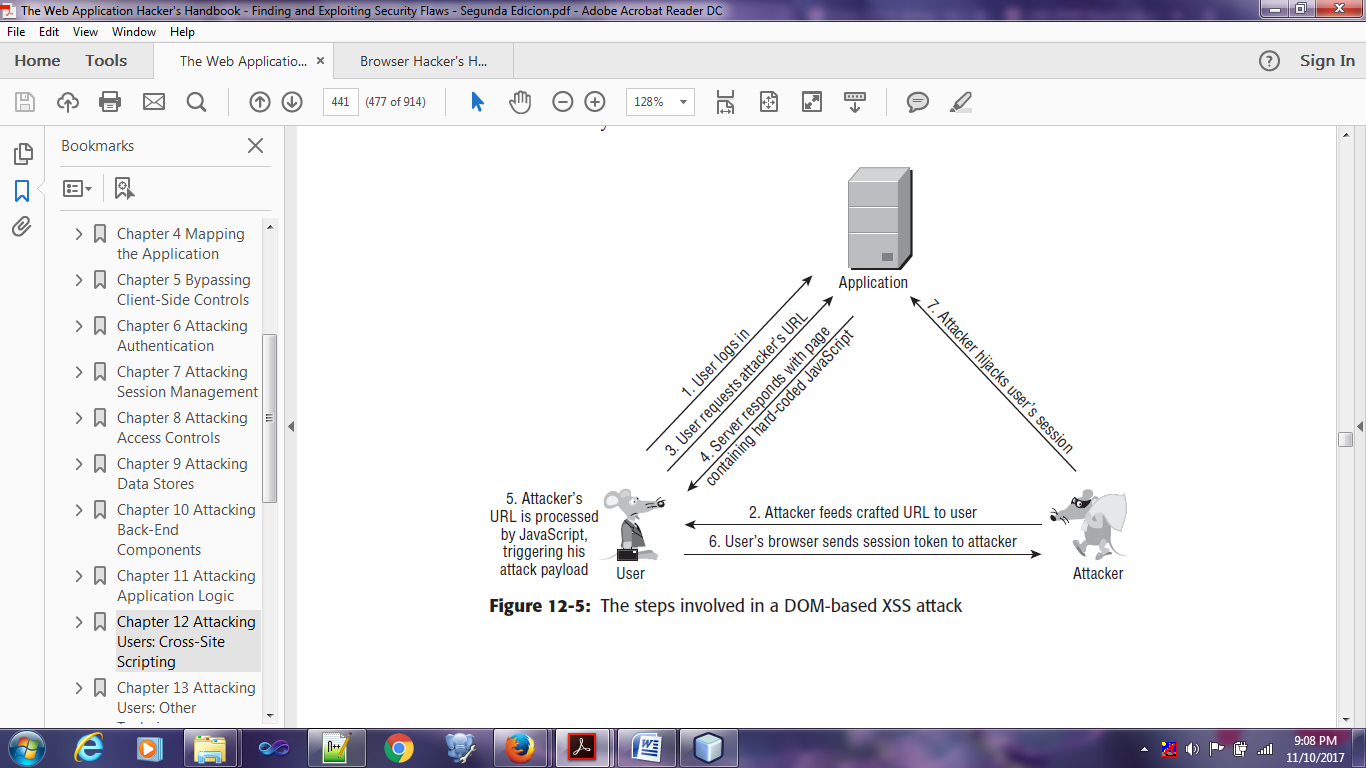 The Web Application Hacker's Handbook - Finding and Exploiting Security Flaws - Segunda Edicion.pdf - Adobe Acrobat Reader DC
File Edit View Window Help
Home Tools The Web Applicatio... × Browser Hacker's H... Sign In
441 (477 of 914) 128%
Bookmarks
Chapter 4 Mapping
the Application
Chapter 5 Bypassing
Client-Side Controls
Chapter 6 Attacking
Authentication
Chapter 7 Attacking
Session Management
Chapter 8 Attacking
Access Controls
Chapter 9 Attacking
Data Stores
Chapter 10 Attacking
Back-End
Components
Chapter 11 Attacking
Application Logic
Chapter 12 Attacking
Users: Cross-Site
Scripting
Chapter 13 Attacking
Users: Other
Application
1. User logs in
3. User requests attacker's URL
4. Server responds with page
containing hard-coded JavaScript
7. Attacker hijacks user's session
5. Attacker's
URL is processed
by JavaScript,
triggering his
attack payload
2. Attacker feeds crafted URL to user
6. User's browser sends session token to attacker
User
Attacker
Figure 12-5: The steps involved in a DOM-based XSS attack
9:08 PM
11/10/2017